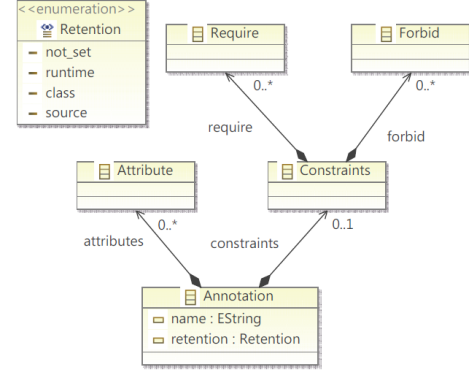 <<enumeration>>
Retention
not_set
runtime
class
source
Require
Forbid
0..*
0..*
require
forbid
Attribute
Constraints
0..*
0..1
attributes
constraints
Annotation
name : EString
retention : Retention